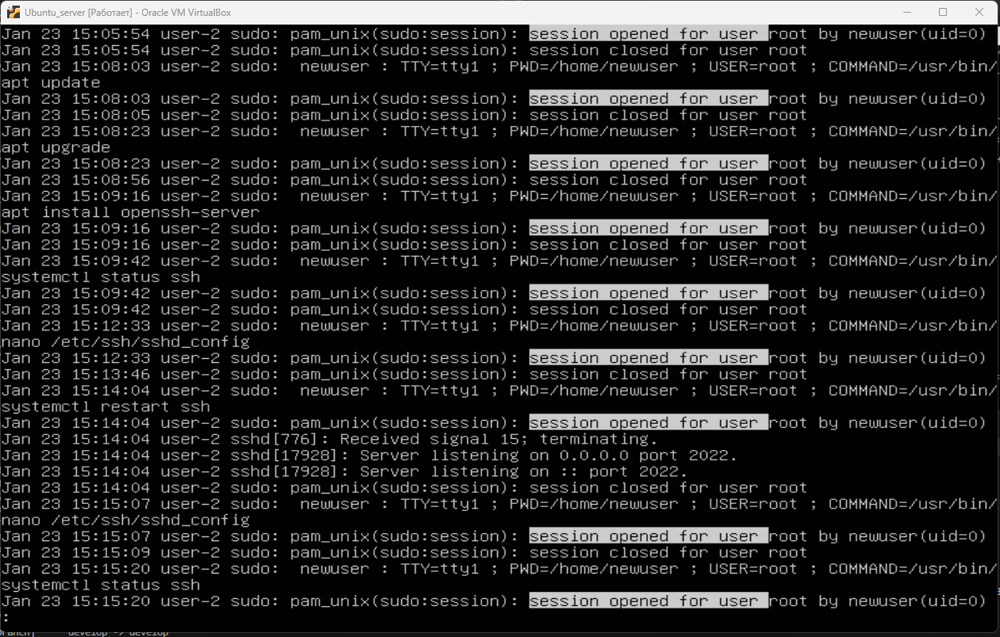 Ubuntu_server [Работает] - Oracle VM VirtualBox
Jan 23 15:05:54 user-2 sudo: pam_unix(sudo:session): session opened for user root by newuser(uid=0)
Jan 23 15:05:54 user-2 sudo: pam_unix(sudo:session): session closed for user root
Jan 23 15:08:03 user-2 sudo:  newuser : TTY=tty1 ; PWD=/home/newuser ; USER=root ; COMMAND=/usr/bin/
apt update
Jan 23 15:08:03 user-2 sudo: pam_unix(sudo:session): session opened for user root by newuser(uid=0)
Jan 23 15:08:05 user-2 sudo: pam_unix(sudo:session): session closed for user root
Jan 23 15:08:23 user-2 sudo:  newuser : TTY=tty1 ; PWD=/home/newuser ; USER=root ; COMMAND=/usr/bin/
apt upgrade
Jan 23 15:08:23 user-2 sudo: pam_unix(sudo:session): session opened for user root by newuser(uid=0)
Jan 23 15:08:56 user-2 sudo: pam_unix(sudo:session): session closed for user root
Jan 23 15:09:16 user-2 sudo:  newuser : TTY=tty1 ; PWD=/home/newuser ; USER=root ; COMMAND=/usr/bin/
apt install openssh-server
Jan 23 15:09:16 user-2 sudo: pam_unix(sudo:session): session opened for user root by newuser(uid=0)
Jan 23 15:09:16 user-2 sudo: pam_unix(sudo:session): session closed for user root
Jan 23 15:09:42 user-2 sudo:  newuser : TTY=tty1 ; PWD=/home/newuser ; USER=root ; COMMAND=/usr/bin/
systemctl status ssh
Jan 23 15:09:42 user-2 sudo: pam_unix(sudo:session): session opened for user root by newuser(uid=0)
Jan 23 15:09:42 user-2 sudo: pam_unix(sudo:session): session closed for user root
Jan 23 15:12:33 user-2 sudo:  newuser : TTY=tty1 ; PWD=/home/newuser ; USER=root ; COMMAND=/usr/bin/
nano /etc/ssh/sshd_config
Jan 23 15:12:33 user-2 sudo: pam_unix(sudo:session): session opened for user root by newuser(uid=0)
Jan 23 15:13:46 user-2 sudo: pam_unix(sudo:session): session closed for user root
Jan 23 15:14:04 user-2 sudo:  newuser : TTY=tty1 ; PWD=/home/newuser ; USER=root ; COMMAND=/usr/bin/
systemctl restart ssh
Jan 23 15:14:04 user-2 sudo: pam_unix(sudo:session): session opened for user root by newuser(uid=0)
Jan 23 15:14:04 user-2 sshd[776]: Received signal 15; terminating.
Jan 23 15:14:04 user-2 sshd[17928]: Server listening on 0.0.0.0 port 2022.
Jan 23 15:14:04 user-2 sshd[17928]: Server listening on :: port 2022.
Jan 23 15:14:04 user-2 sudo: pam_unix(sudo:session): session closed for user root
Jan 23 15:15:07 user-2 sudo:  newuser : TTY=tty1 ; PWD=/home/newuser ; USER=root ; COMMAND=/usr/bin/
nano /etc/ssh/sshd_config
Jan 23 15:15:07 user-2 sudo: pam_unix(sudo:session): session opened for user root by newuser(uid=0)
Jan 23 15:15:09 user-2 sudo: pam_unix(sudo:session): session closed for user root
Jan 23 15:15:20 user-2 sudo:  newuser : TTY=tty1 ; PWD=/home/newuser ; USER=root ; COMMAND=/usr/bin/
systemctl status ssh
Jan 23 15:15:20 user-2 sudo: pam_unix(sudo:session): session opened for user root by newuser(uid=0)
:
develop -> develop